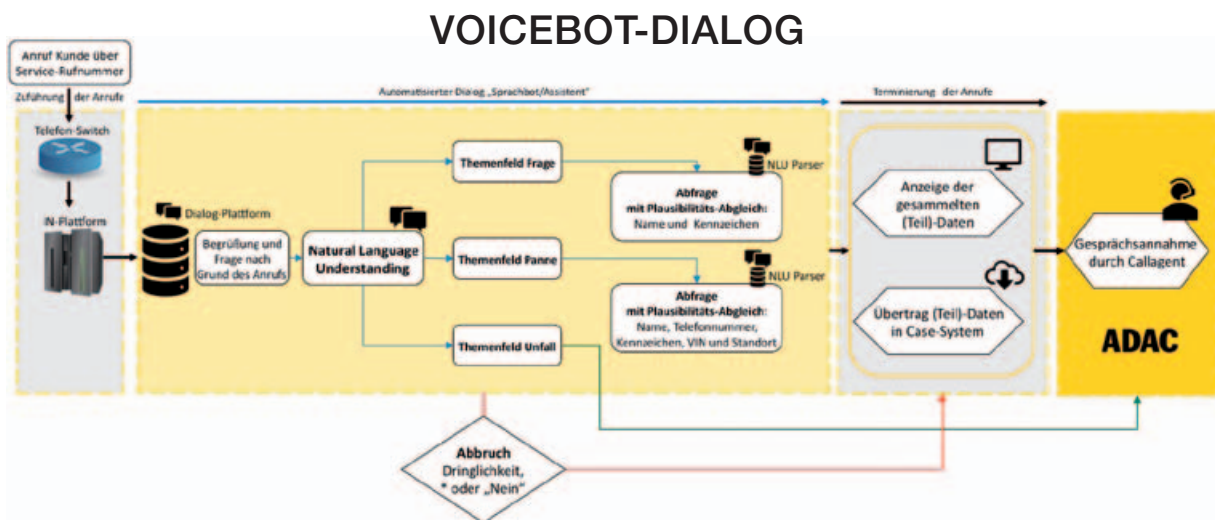 VOICEBOT-DIALOG
Anruf Kunde über
Service-Rufnummer
Zuführung der Anrufe
Automatisierter Dialog „Sprachbot/Assistent"
Terminierung der Anrufe
Telefon-Switch
IN-Plattform
Dialog-Plattform
Begrüßung und
Frage nach
Grund des Anrufs
Natural Language
Understanding
Themenfeld Frage
Themenfeld Panne
Themenfeld Unfall
NLU Parser
Abfrage
mit Plausibilitäts-Abgleich:
Name und Kennzeichen
NLU Parser
Abfrage
mit Plausibilitäts-Abgleich:
Name, Telefonnummer,
Kennzeichen, VIN und Standort
Anzeige der
gesammelten
(Teil)-Daten
Übertrag (Teil)-Daten
in Case-System
Gesprächsannahme
durch Callagent
ADAC
Abbruch
Dringlichkeit,
* oder „Nein"